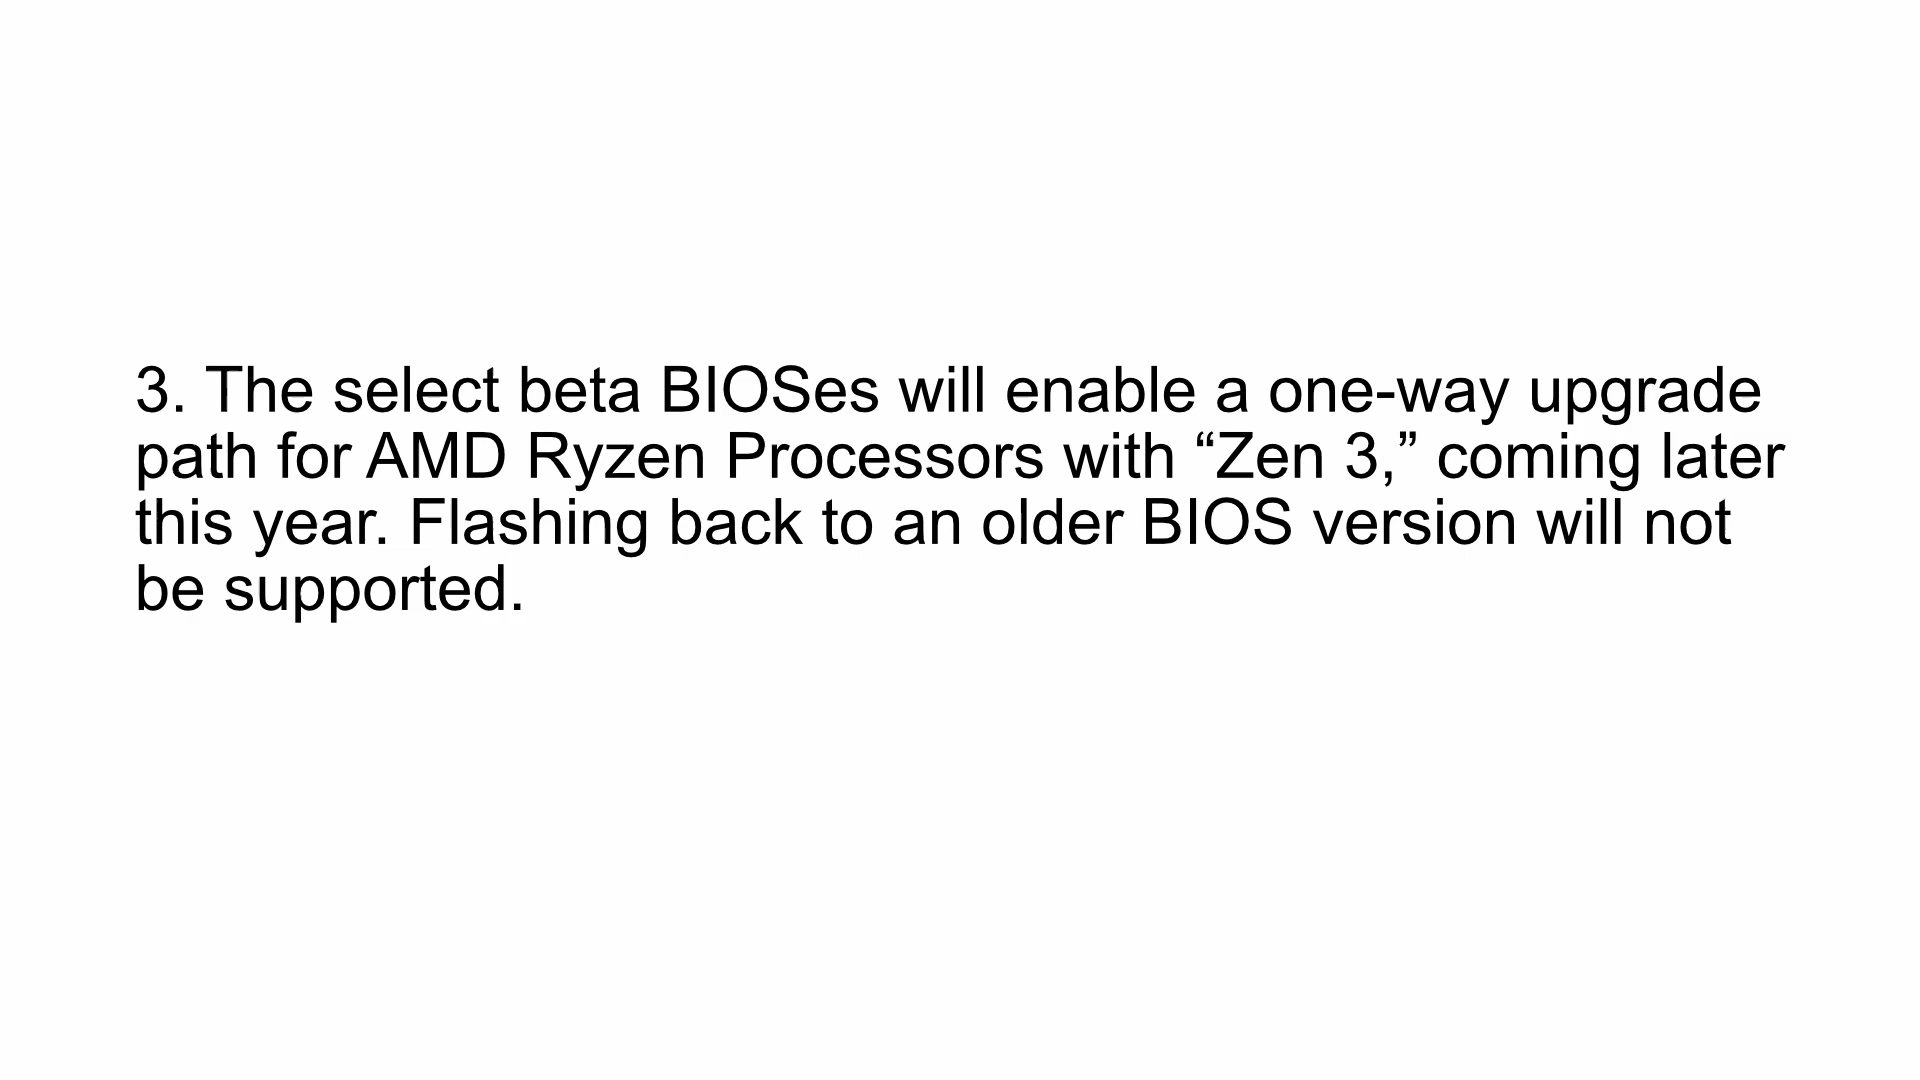 3. The select beta BIOSes will enable a one-way upgrade
path for AMD Ryzen Processors with “Zen 3,” coming later
this year. Flashing back to an older BIOS version will not
be supported.